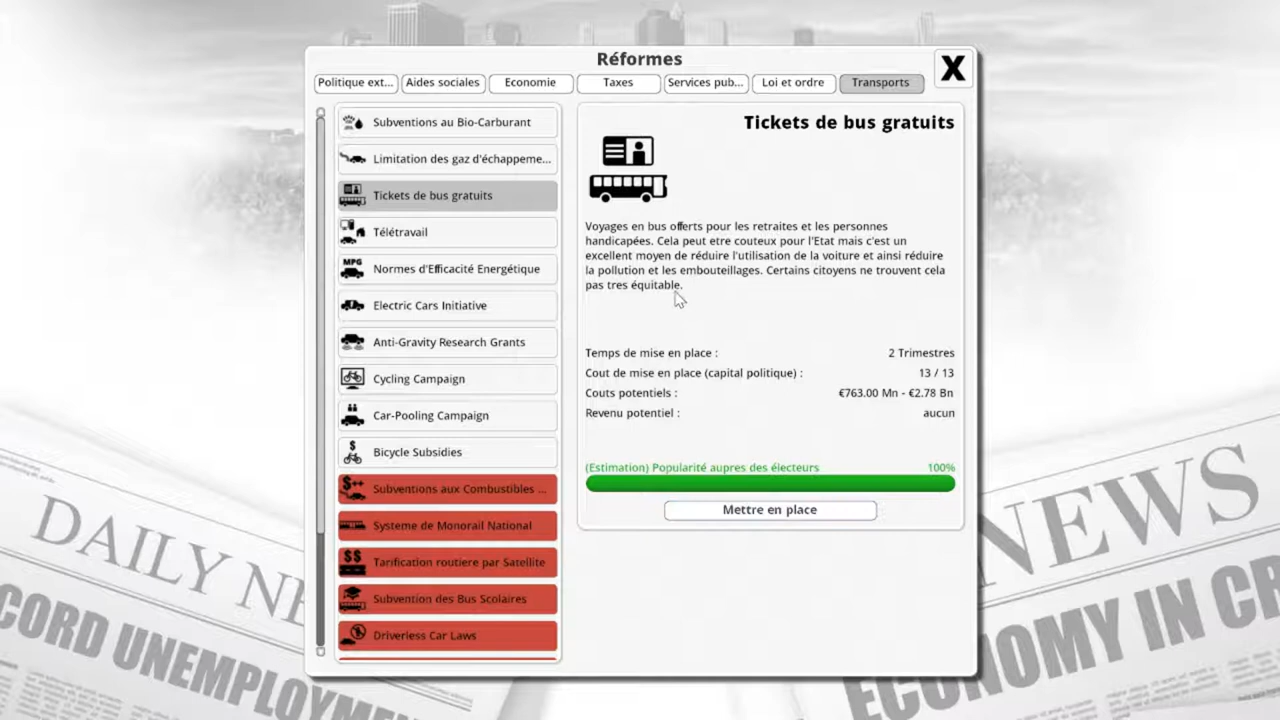 Réformes
X
Politique ext...
Aides sociales
Economie
Taxes
Services pub...
Loi et ordre
Transports
Subventions au Bio-Carburant
Limitation des gaz d'échappeme...
Tickets de bus gratuits
Télétravail
MPG
Normes d'Efficacité Energétique
Electric Cars Initiative
Anti-Gravity Research Grants
Cycling Campaign
Car-Pooling Campaign
$
Bicycle Subsidies
$++
Subventions aux Combustibles ...
Systeme de Monorail National
$$
Tarification routiere par Satellite
Subvention des Bus Scolaires
Driverless Car Laws
Tickets de bus gratuits
Voyages en bus offerts pour les retraites et les personnes
handicapées. Cela peut etre couteux pour l'Etat mais c'est un
excellent moyen de réduire l'utilisation de la voiture et ainsi réduire
la pollution et les embouteillages. Certains citoyens ne trouvent cela
pas tres équitable.
Temps de mise en place : 2 Trimestres
Cout de mise en place (capital politique) : 13 / 13
Couts potentiels : €763.00 Mn - €2.78 Bn
Revenu potentiel : aucun
(Estimation) Popularité aupres des électeurs 100%
Mettre en place
DAILY NE
CORD UNEMPLOYM
NEWS
ECONOMY IN CR